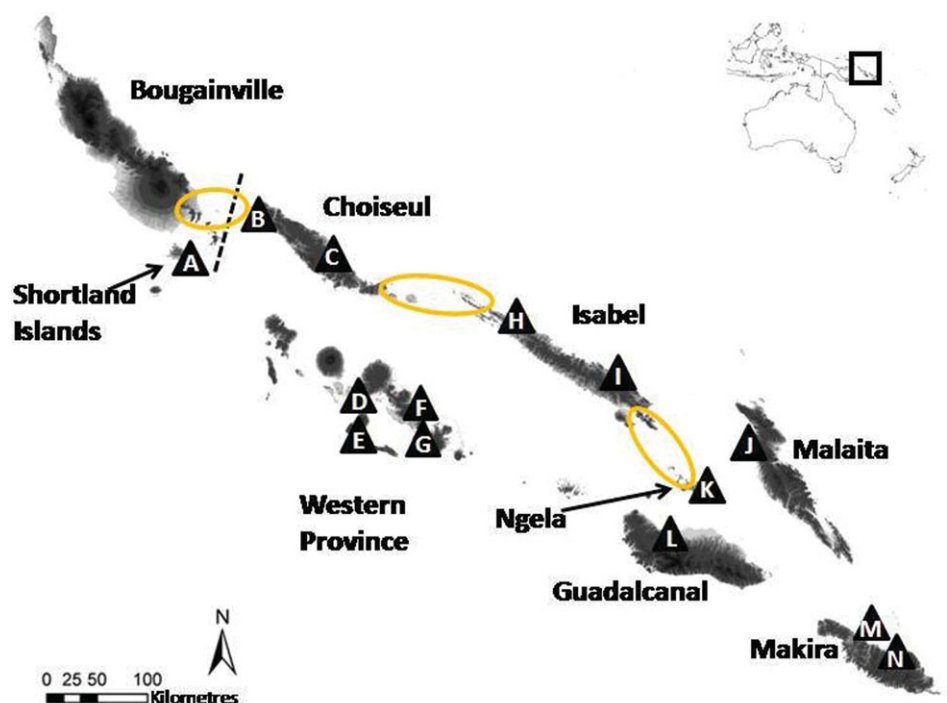 Bougainville
Choiseul
B
C
A
Shortland
Islands
H
Isabel
I
D
F
E
G
J
Malaita
K
Ngela
Western
Province
L
Guadalcanal
M
Makira
N
N
0 25 50 100
Kilometres